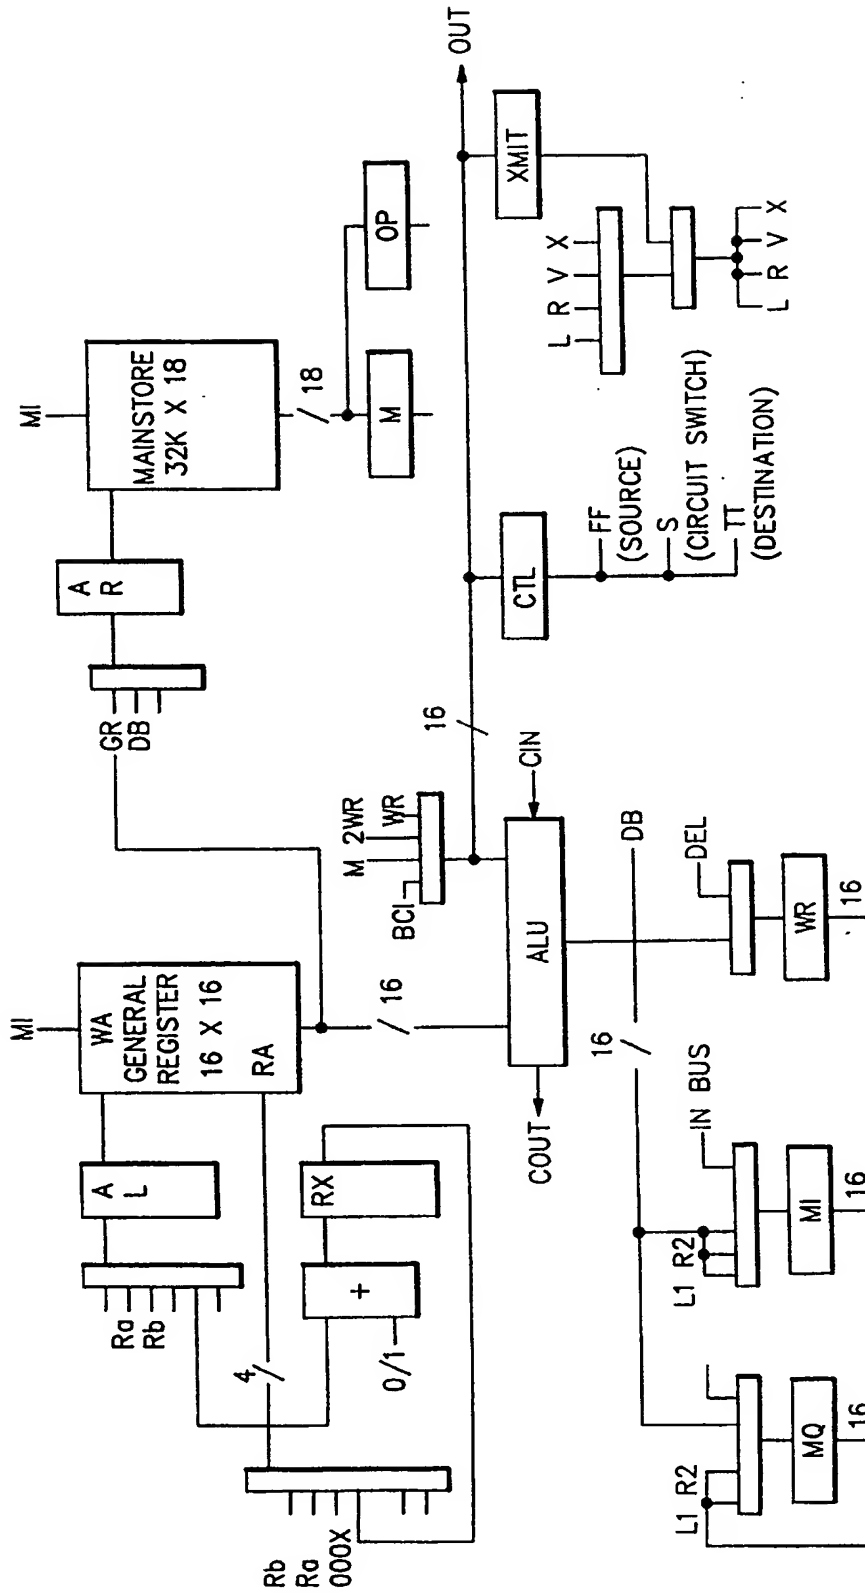 MI
WA
GENERAL
REGISTER
16 X 16
RA
A
L
Ra
Rb
RX
+
0/1
4
Rb
Ra
000X
GR
DB
A
R
MI
MAINSTORE
32K X 18
18
M
OP
16
BCI
M
2WR
WR
16
ALU
CIN
COUT
OUT
CTL
FF
(SOURCE)
S
(CIRCUIT SWITCH)
TT
(DESTINATION)
XMIT
L R V X
L R V X
DB
16
L1 R2
MQ
16
L1 R2
IN BUS
MI
16
DEL
WR
16